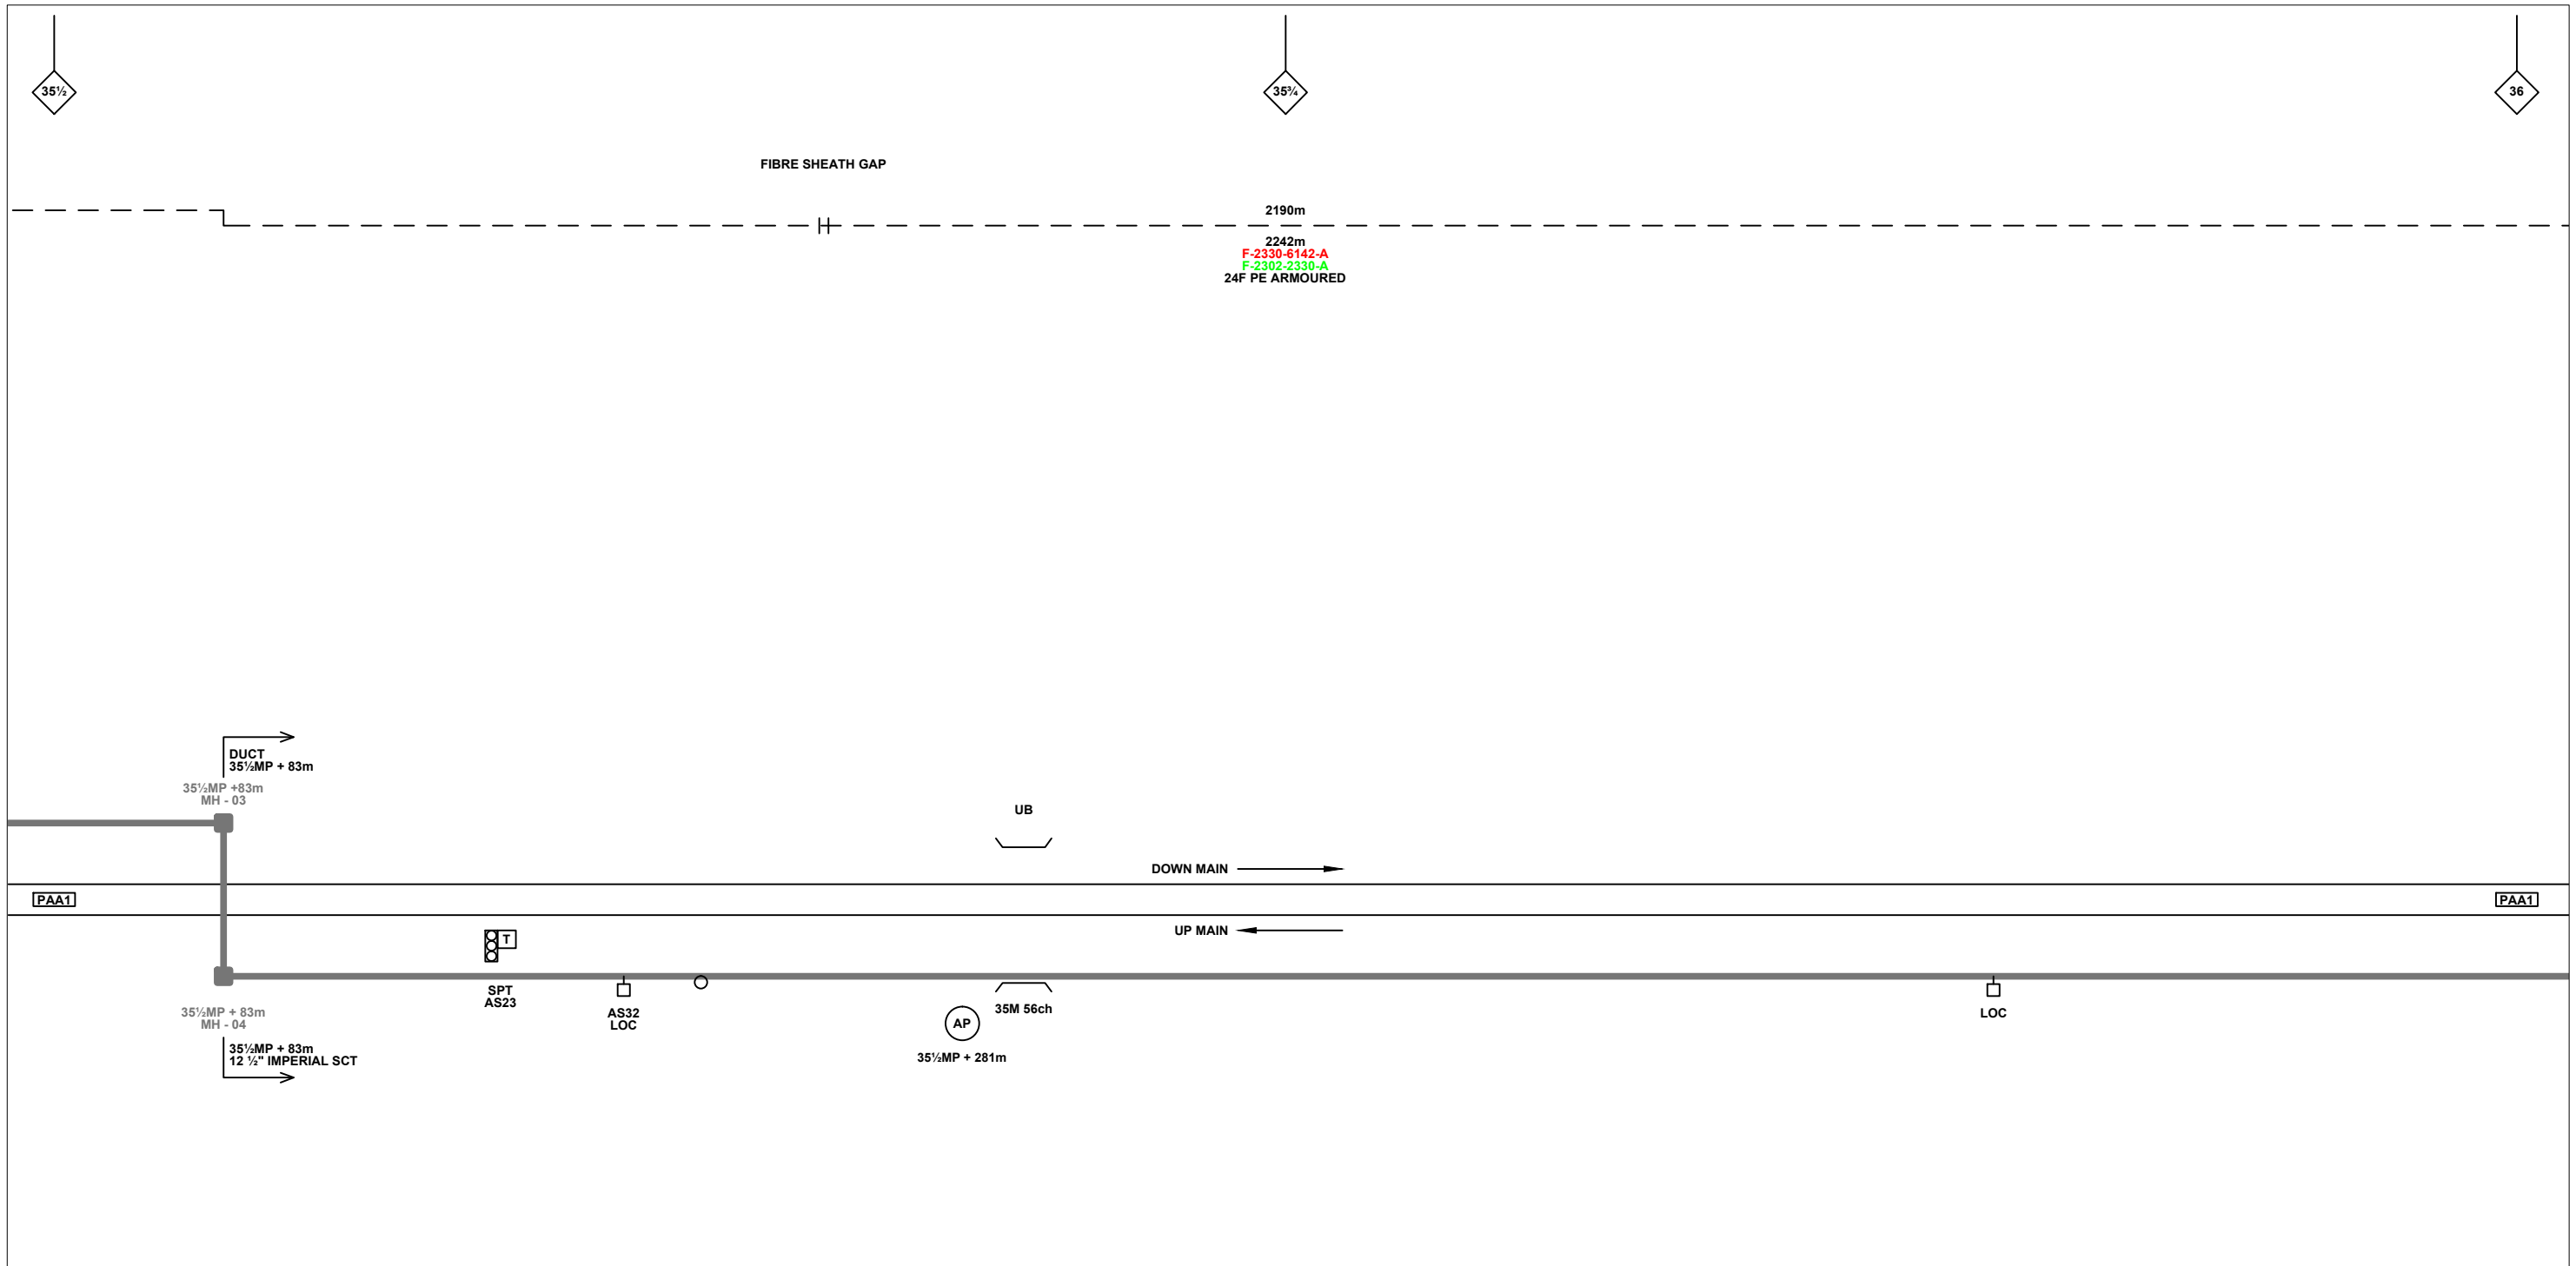 35½
35¾
36
FIBRE SHEATH GAP
2190m
2242m
F-2330-6142-A
F-2302-2330-A
24F PE ARMOURED
DUCT
35½MP + 83m
35½MP +83m
MH - 03
UB
DOWN MAIN
PAA1
PAA1
UP MAIN
T
SPT
AS23
AS32
LOC
35M 56ch
AP
35½MP + 281m
LOC
35½MP + 83m
MH - 04
35½MP + 83m
12 ½" IMPERIAL SCT